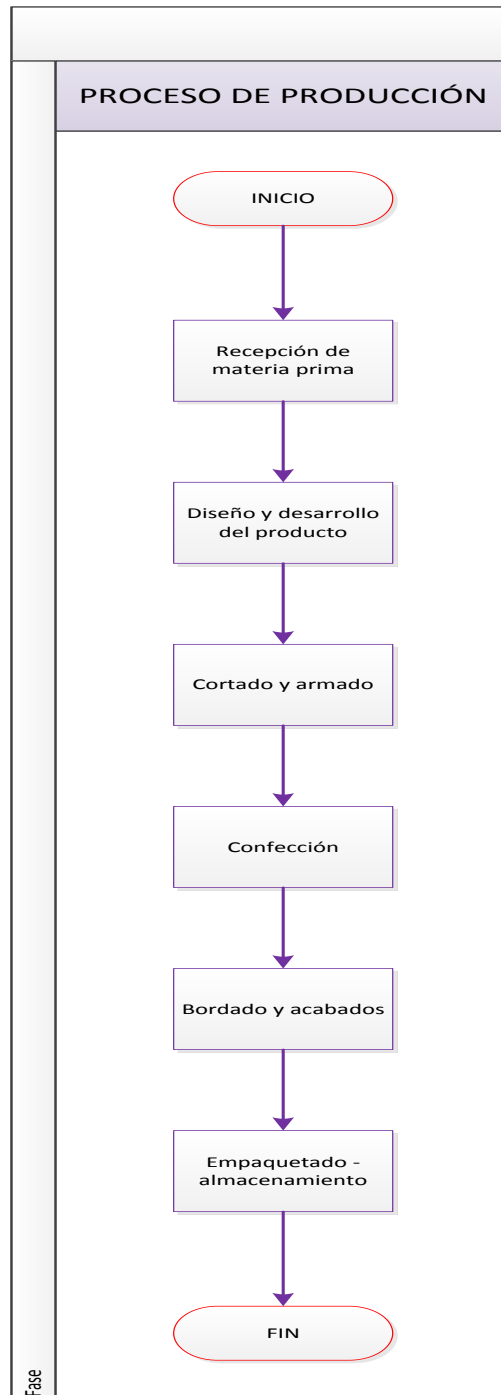 PROCESO DE PRODUCCIÓN
INICIO
Recepción de
materia prima
Diseño y desarrollo
del producto
Cortado y armado
Confección
Bordado y acabados
Empaquetado -
almacenamiento
FIN
Fase